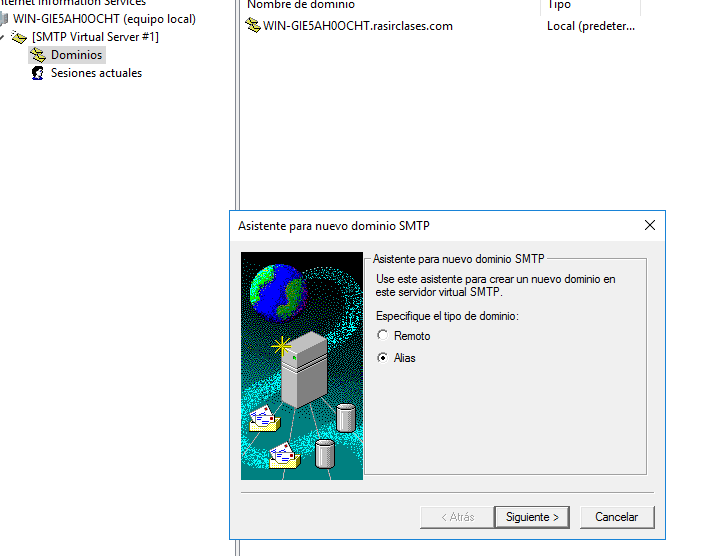 Internet Information Services
WIN-GIE5AH0OCHT (equipo local)
[SMTP Virtual Server #1]
Dominios
Sesiones actuales
Nombre de dominio
Tipo
WIN-GIE5AH0OCHT.rasirclases.com
Local (predeter...
Asistente para nuevo dominio SMTP
Asistente para nuevo dominio SMTP
Use este asistente para crear un nuevo dominio en
este servidor virtual SMTP.
Especifique el tipo de dominio:
Remoto
Alias
< Atrás
Siguiente >
Cancelar